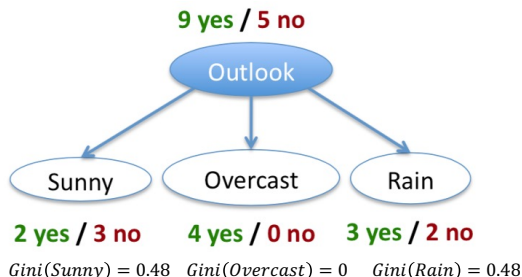 9 yes / 5 no
Outlook
Sunny
Overcast
Rain
2 yes / 3 no
4 yes / 0 no
3 yes / 2 no
Gini(Sunny) = 0.48
Gini(Overcast) = 0
Gini(Rain) = 0.48